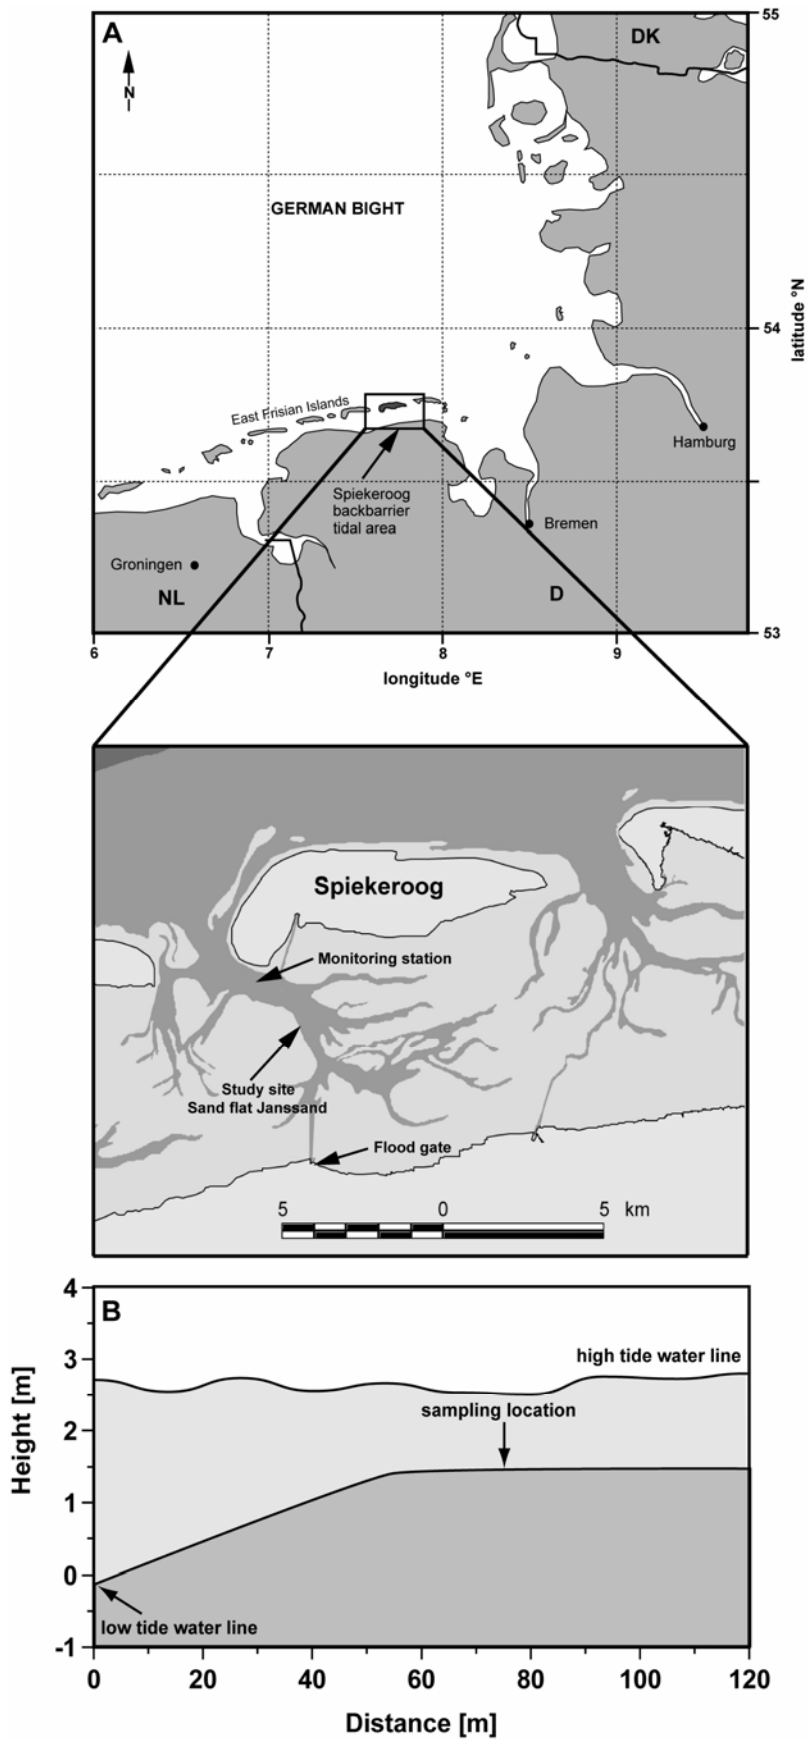 A
N
DK
55
GERMAN BIGHT
latitude °N
54
East Frisian Islands
Hamburg
Spiekeroog
backbarrier
tidal area
Bremen
Groningen
NL
D
53
6
7
8
9
longitude °E
Spiekeroog
Monitoring station
Study site
Sand flat Janssand
Flood gate
5 0 5 km
B
4
3
2
1
0
-1
Height [m]
high tide water line
sampling location
low tide water line
0 20 40 60 80 100 120
Distance [m]